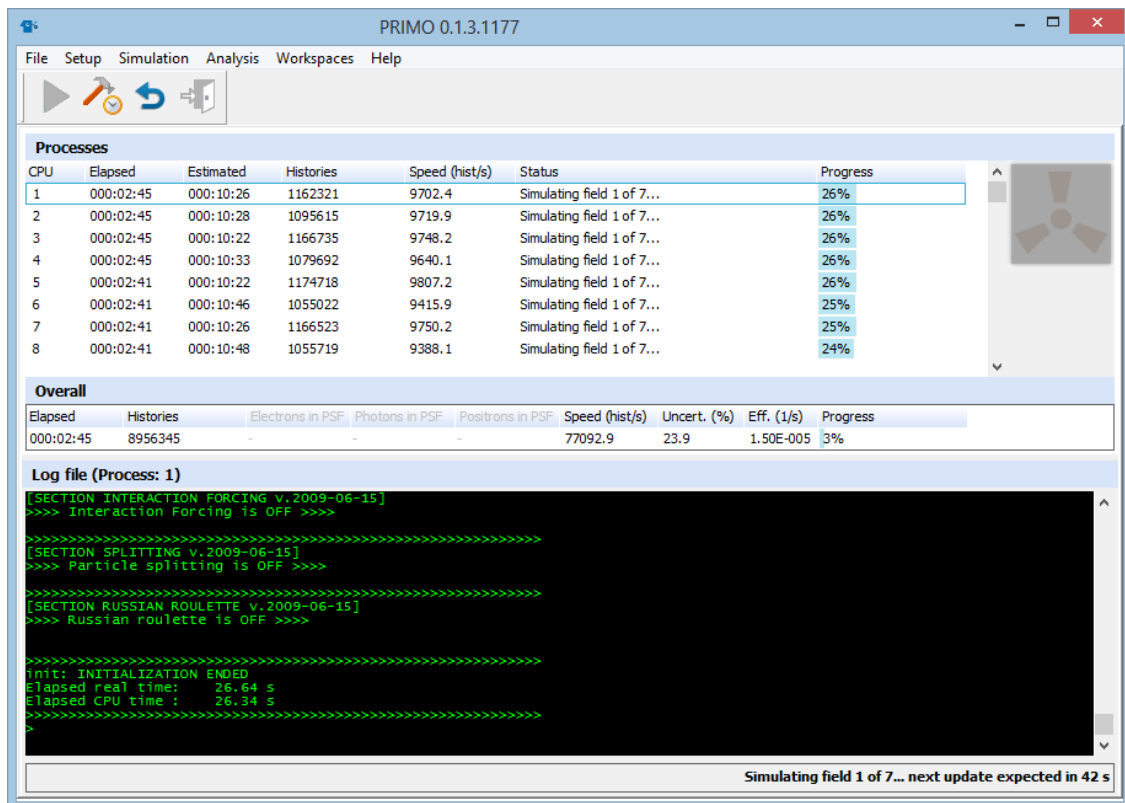 PRIMO 0.1.3.1177
File Setup Simulation Analysis Workspaces Help
Processes
CPU Elapsed Estimated Histories Speed (hist/s) Status Progress
1 000:02:45 000:10:26 1162321 9702.4 Simulating field 1 of 7... 26%
2 000:02:45 000:10:28 1095615 9719.9 Simulating field 1 of 7... 26%
3 000:02:45 000:10:22 1166735 9748.2 Simulating field 1 of 7... 26%
4 000:02:45 000:10:33 1079692 9640.1 Simulating field 1 of 7... 26%
5 000:02:41 000:10:22 1174718 9807.2 Simulating field 1 of 7... 26%
6 000:02:41 000:10:46 1055022 9415.9 Simulating field 1 of 7... 25%
7 000:02:41 000:10:26 1166523 9750.2 Simulating field 1 of 7... 25%
8 000:02:41 000:10:48 1055719 9388.1 Simulating field 1 of 7... 24%
Overall
Elapsed Histories Electrons in PSF Photons in PSF Positrons in PSF Speed (hist/s) Uncert. (%) Eff. (1/s) Progress
000:02:45 8956345 - - - 77092.9 23.9 1.50E-005 3%
Log file (Process: 1)
[SECTION INTERACTION FORCING v.2009-06-15]
>>>> Interaction Forcing is OFF >>>>
>>>>>>>>>>>>>>>>>>>>>>>>>>>>>>>>>>>>>>>>>>>>>>>>>>>>>>>>>>>>
[SECTION SPLITTING v.2009-06-15]
>>>> Particle splitting is OFF >>>>
>>>>>>>>>>>>>>>>>>>>>>>>>>>>>>>>>>>>>>>>>>>>>>>>>>>>>>>>>>>>
[SECTION RUSSIAN ROULETTE v.2009-06-15]
>>>> Russian roulette is OFF >>>>
>>>>>>>>>>>>>>>>>>>>>>>>>>>>>>>>>>>>>>>>>>>>>>>>>>>>>>>>>>>>
init: INITIALIZATION ENDED
Elapsed real time: 26.64 s
Elapsed CPU time : 26.34 s
>>>>>>>>>>>>>>>>>>>>>>>>>>>>>>>>>>>>>>>>>>>>>>>>>>>>>>>>>>>>
>
Simulating field 1 of 7... next update expected in 42 s